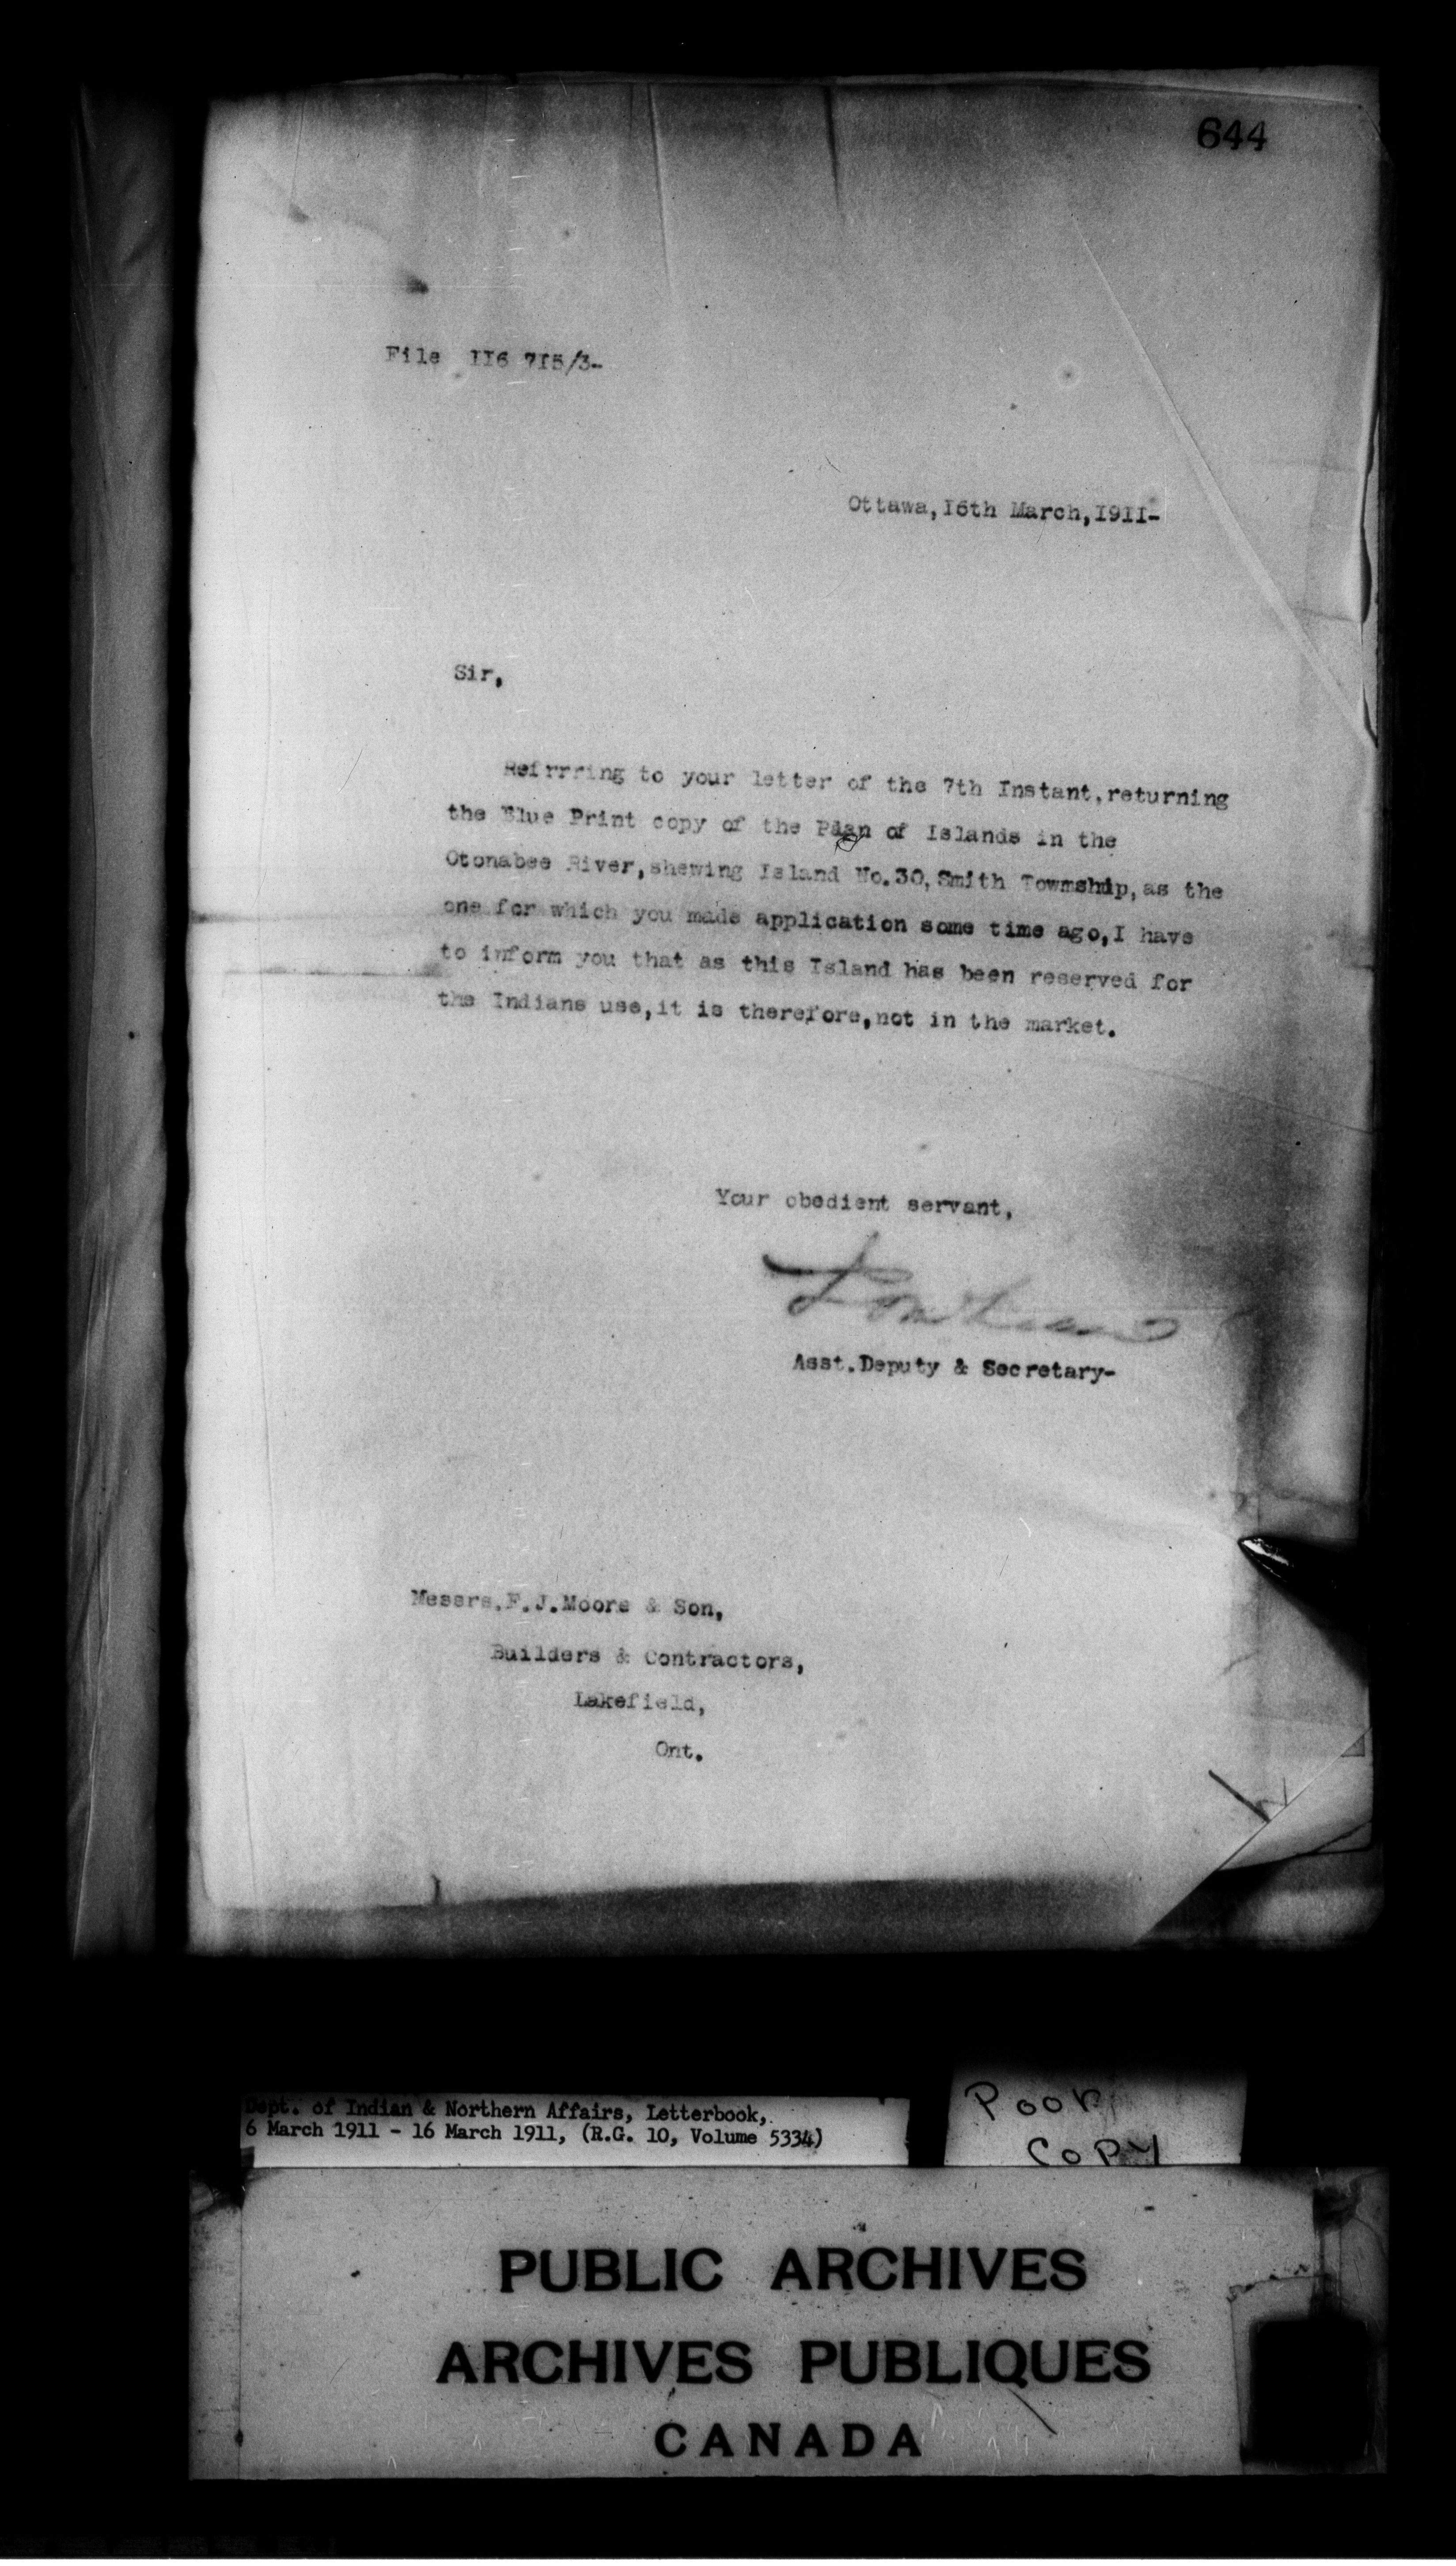 644
File II6 7I5/3-
Ottawa,I6th March,I9II-
Sir,
Refrrring to your letter of the 7th Instant,returning
the Blue Print copy of the Plan of Islands in the
Otonabee River,shewing Island No.30,Smith Township,as the
one for which you made application some time ago,I have
to inform you that as this Island has been reserved for
the Indians use,it is therefore,not in the market.
Your obedient servant,
Asst.Deputy & Secretary-
Messrs.F.J.Moore & Son,
Builders & Contractors,
Lakefield,
Ont.
Dept. of Indian & Northern Affairs, Letterbook,
6 March 1911 - 16 March 1911, (R.G. 10, Volume 5334)
Poor
Copy
PUBLIC ARCHIVES
ARCHIVES PUBLIQUES
CANADA